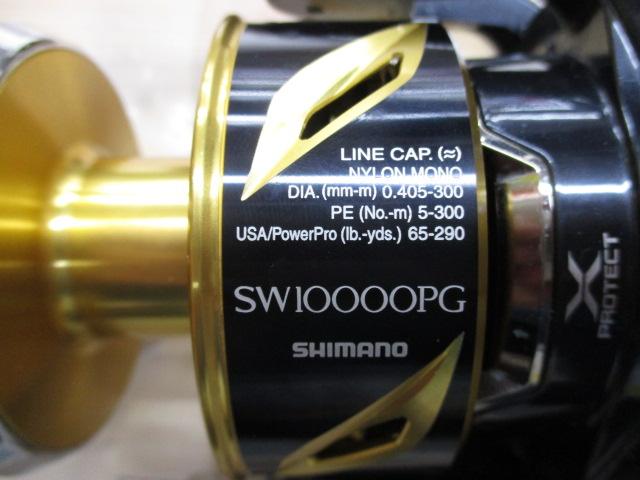 LINE CAP. (≈)
NYLON MONO
DIA. (mm-m) 0.405-300
PE (No.-m) 5-300
USA/PowerPro (lb.-yds.) 65-290
SW10000PG
SHIMANO
X
PROTECT